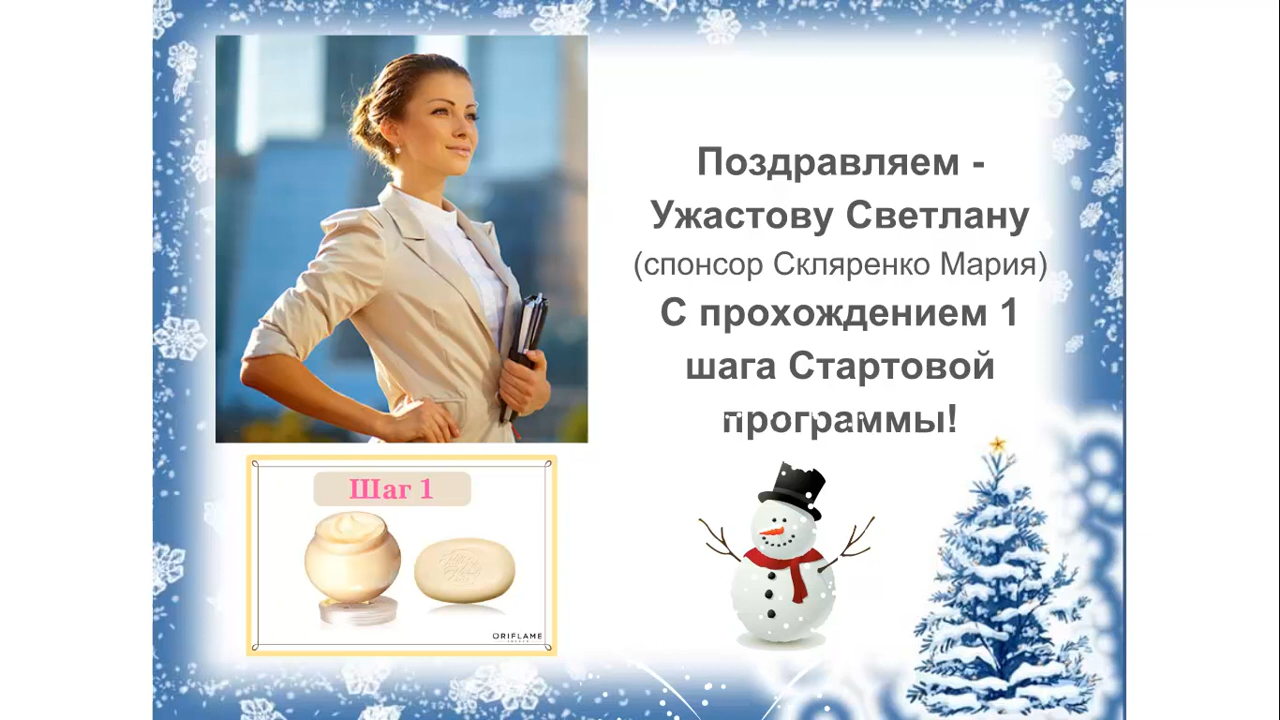 Поздравляем -
Ужастову Светлану
(спонсор Скляренко Мария)
С прохождением 1
шага Стартовой
программы!
Шаг 1
ORIFLAME